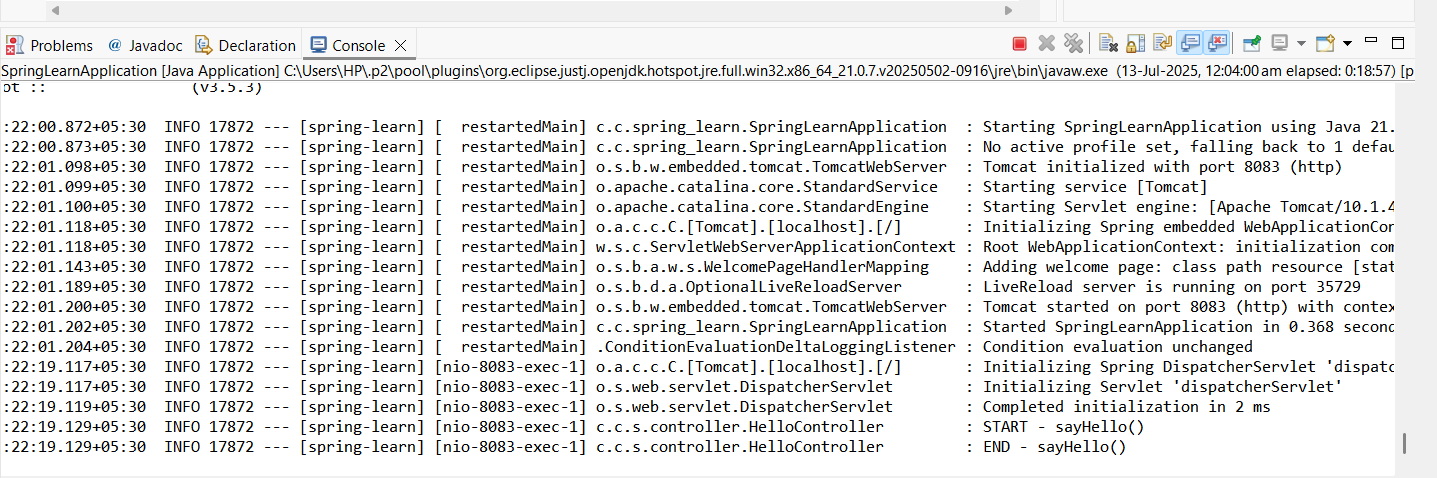 Problems @ Javadoc Declaration Console
SpringLearnApplication [Java Application] C:\Users\HP\.p2\pool\plugins\org.eclipse.justj.openjdk.hotspot.jre.full.win32.x86_64_21.0.7.v20250502-0916\jre\bin\javaw.exe (13-Jul-2025, 12:04:00 am elapsed: 0:18:57) [p
ot :: (v3.5.3)
:22:00.872+05:30  INFO 17872 --- [spring-learn] [  restartedMain] c.c.spring_learn.SpringLearnApplication  : Starting SpringLearnApplication using Java 21.
:22:00.873+05:30  INFO 17872 --- [spring-learn] [  restartedMain] c.c.spring_learn.SpringLearnApplication  : No active profile set, falling back to 1 defau
:22:01.098+05:30  INFO 17872 --- [spring-learn] [  restartedMain] o.s.b.w.embedded.tomcat.TomcatWebServer  : Tomcat initialized with port 8083 (http)
:22:01.099+05:30  INFO 17872 --- [spring-learn] [  restartedMain] o.apache.catalina.core.StandardService   : Starting service [Tomcat]
:22:01.100+05:30  INFO 17872 --- [spring-learn] [  restartedMain] o.apache.catalina.core.StandardEngine    : Starting Servlet engine: [Apache Tomcat/10.1.4
:22:01.118+05:30  INFO 17872 --- [spring-learn] [  restartedMain] o.a.c.c.C.[Tomcat].[localhost].[/]       : Initializing Spring embedded WebApplicationCon
:22:01.118+05:30  INFO 17872 --- [spring-learn] [  restartedMain] w.s.c.ServletWebServerApplicationContext : Root WebApplicationContext: initialization com
:22:01.143+05:30  INFO 17872 --- [spring-learn] [  restartedMain] o.s.b.a.w.s.WelcomePageHandlerMapping    : Adding welcome page: class path resource [stat
:22:01.189+05:30  INFO 17872 --- [spring-learn] [  restartedMain] o.s.b.d.a.OptionalLiveReloadServer       : LiveReload server is running on port 35729
:22:01.200+05:30  INFO 17872 --- [spring-learn] [  restartedMain] o.s.b.w.embedded.tomcat.TomcatWebServer  : Tomcat started on port 8083 (http) with contex
:22:01.202+05:30  INFO 17872 --- [spring-learn] [  restartedMain] c.c.spring_learn.SpringLearnApplication  : Started SpringLearnApplication in 0.368 second
:22:01.204+05:30  INFO 17872 --- [spring-learn] [  restartedMain] .ConditionEvaluationDeltaLoggingListener : Condition evaluation unchanged
:22:19.117+05:30  INFO 17872 --- [spring-learn] [nio-8083-exec-1] o.a.c.c.C.[Tomcat].[localhost].[/]       : Initializing Spring DispatcherServlet 'dispatc
:22:19.117+05:30  INFO 17872 --- [spring-learn] [nio-8083-exec-1] o.s.web.servlet.DispatcherServlet        : Initializing Servlet 'dispatcherServlet'
:22:19.119+05:30  INFO 17872 --- [spring-learn] [nio-8083-exec-1] o.s.web.servlet.DispatcherServlet        : Completed initialization in 2 ms
:22:19.129+05:30  INFO 17872 --- [spring-learn] [nio-8083-exec-1] c.c.s.controller.HelloController         : START - sayHello()
:22:19.129+05:30  INFO 17872 --- [spring-learn] [nio-8083-exec-1] c.c.s.controller.HelloController         : END - sayHello()